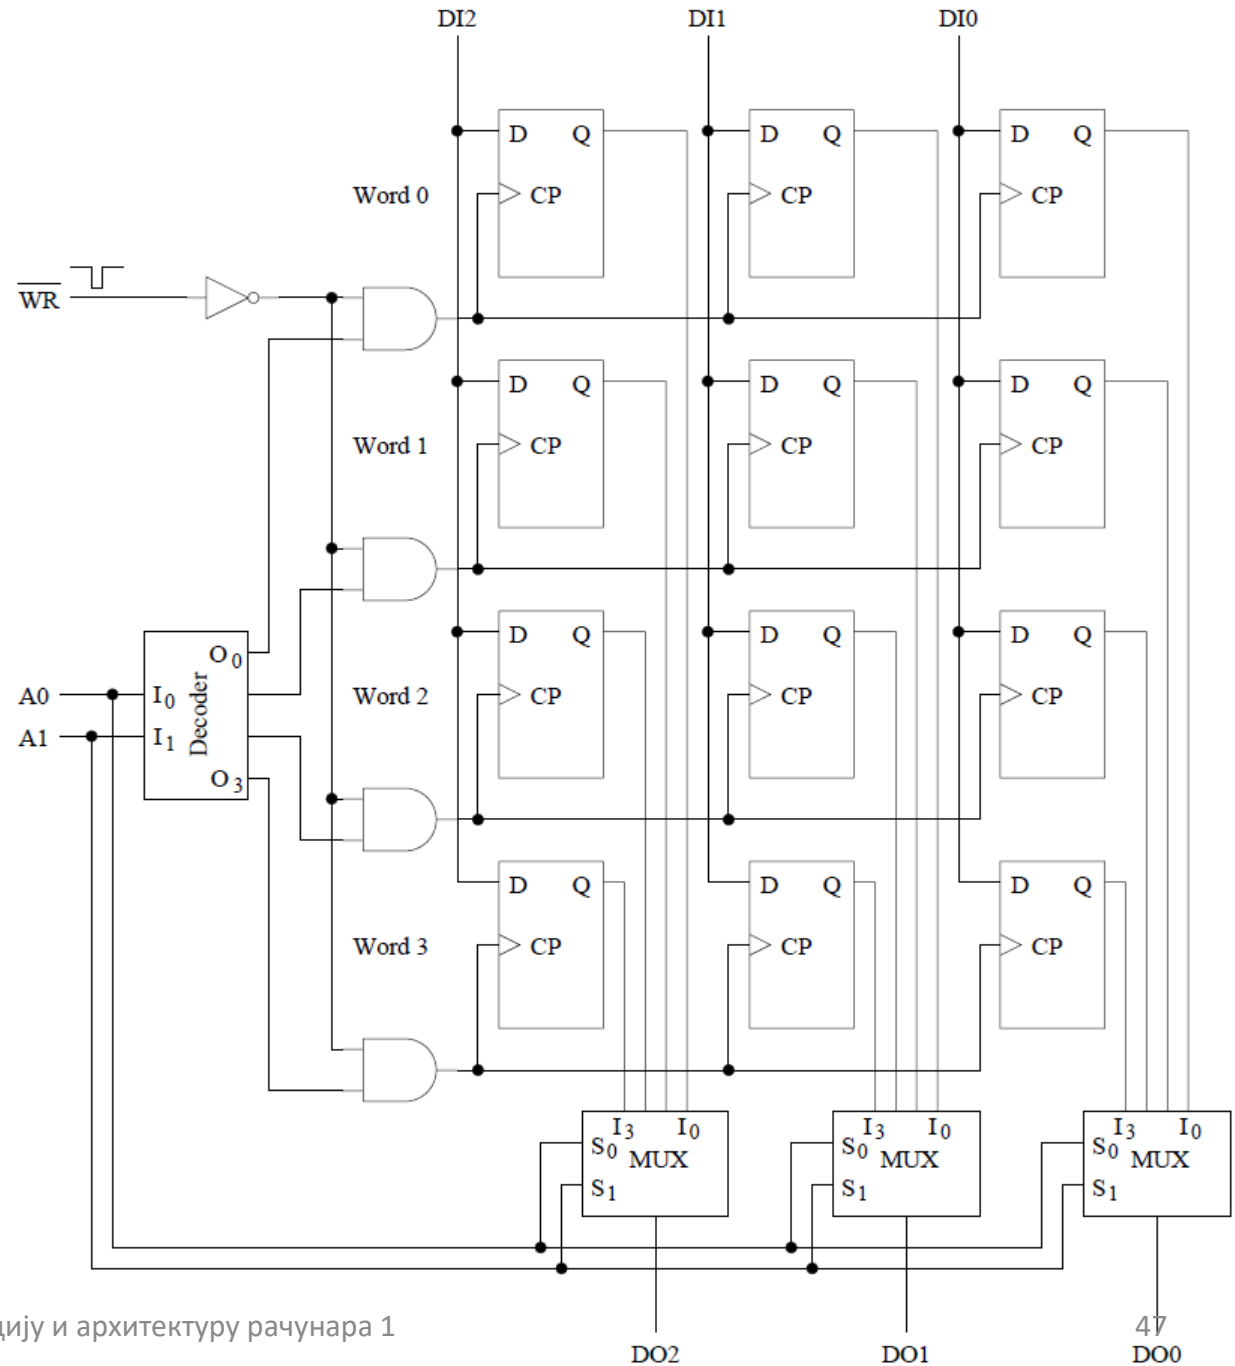 DI2 DI1 DI0
D Q D Q D Q
Word 0 CP CP CP
WR
D Q D Q D Q
Word 1 CP CP CP
D Q D Q D Q
O0
A0 I0 Decoder Word 2 CP CP CP
A1 I1
O3
D Q D Q D Q
Word 3 CP CP CP
I3 I0 I3 I0 I3 I0
S0 MUX S0 MUX S0 MUX
S1 S1 S1
и архитектуру рачунара 1 47
DO2 DO1 DO0